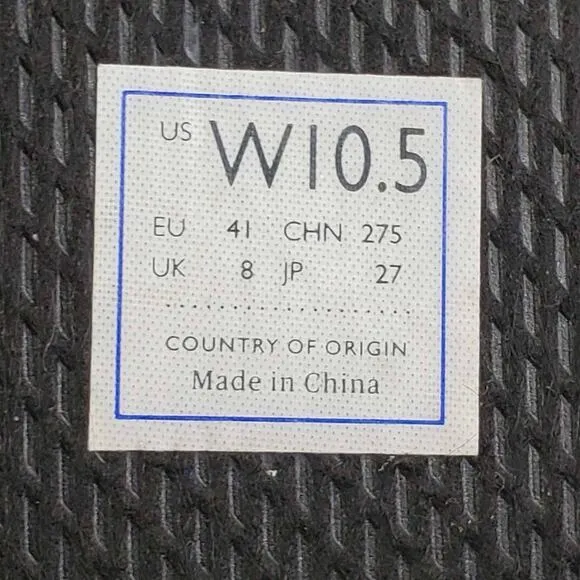 US W10.5
EU 41 CHN 275
UK 8 JP 27
COUNTRY OF ORIGIN
Made in China